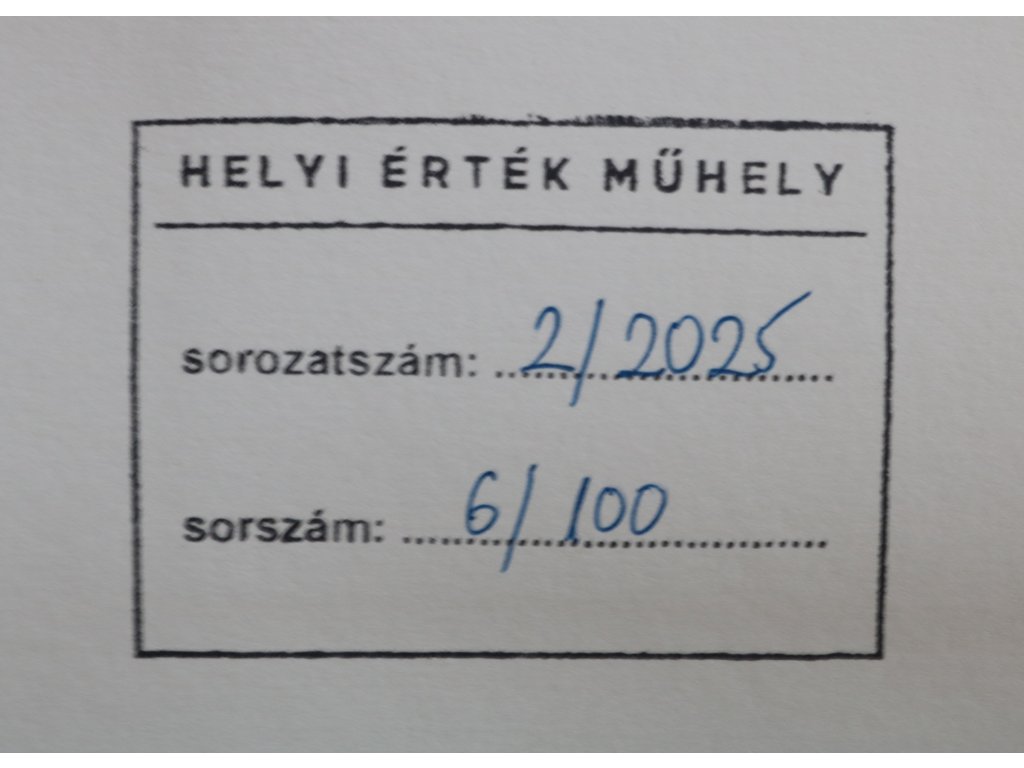 HELYI ÉRTÉK MŰHELY
sorozatszám: 2/2025
sorszám: 6/100